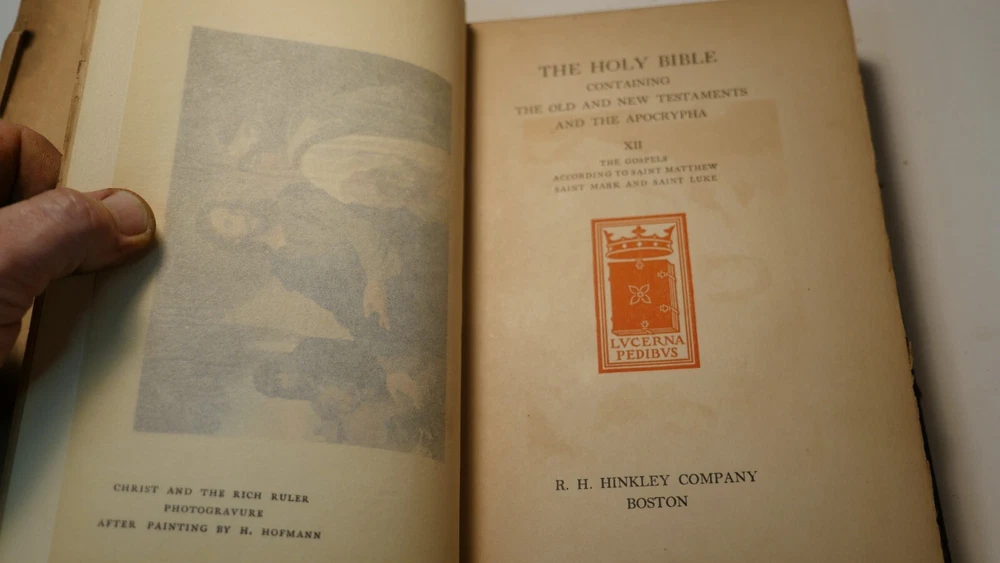 CHRIST AND THE RICH RULER
PHOTOGRAVURE
AFTER PAINTING BY H. HOFMANN
THE HOLY BIBLE
CONTAINING
THE OLD AND NEW TESTAMENTS
AND THE APOCRYPHA
XII
THE GOSPELS
ACCORDING TO SAINT MATTHEW
SAINT MARK AND SAINT LUKE
LVCERNA
PEDIBVS
R. H. HINKLEY COMPANY
BOSTON